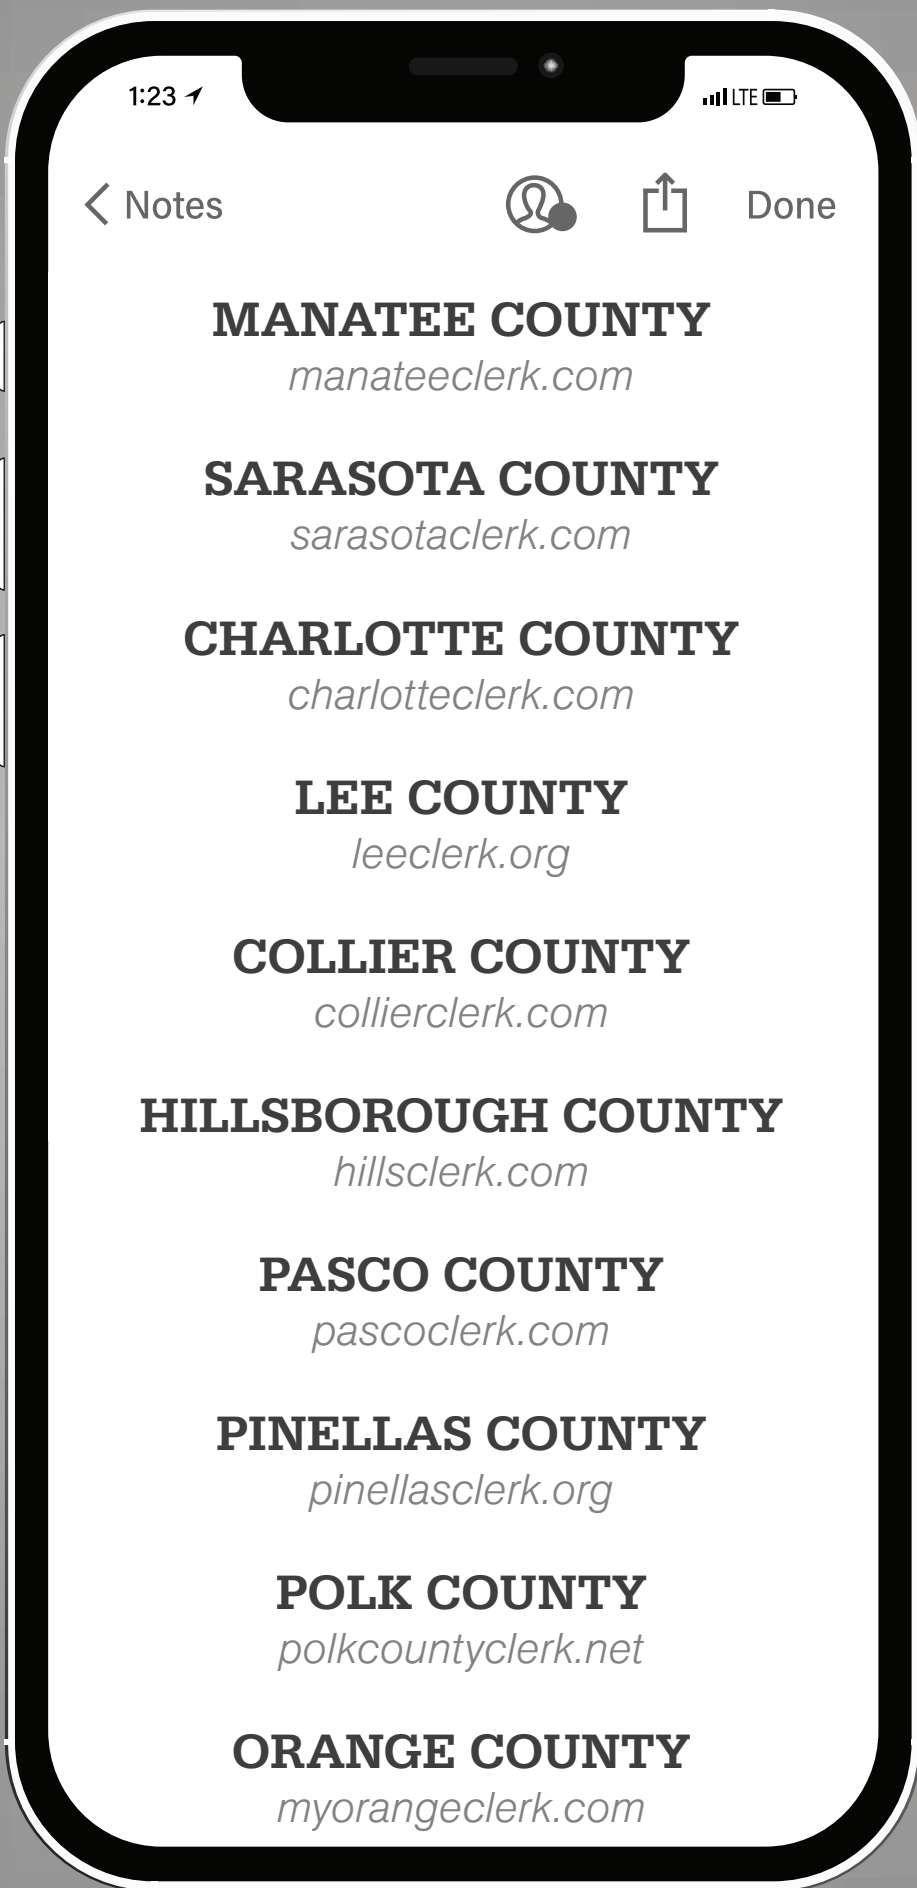 1:23 LTE
Notes Done
MANATEE COUNTY
manateeclerk.com
SARASOTA COUNTY
sarasotaclerk.com
CHARLOTTE COUNTY
charlotteclerk.com
LEE COUNTY
leeclerk.org
COLLIER COUNTY
collierclerk.com
HILLSBOROUGH COUNTY
hillsclerk.com
PASCO COUNTY
pascoclerk.com
PINELLAS COUNTY
pinellasclerk.org
POLK COUNTY
polkcountyclerk.net
ORANGE COUNTY
myorangeclerk.com